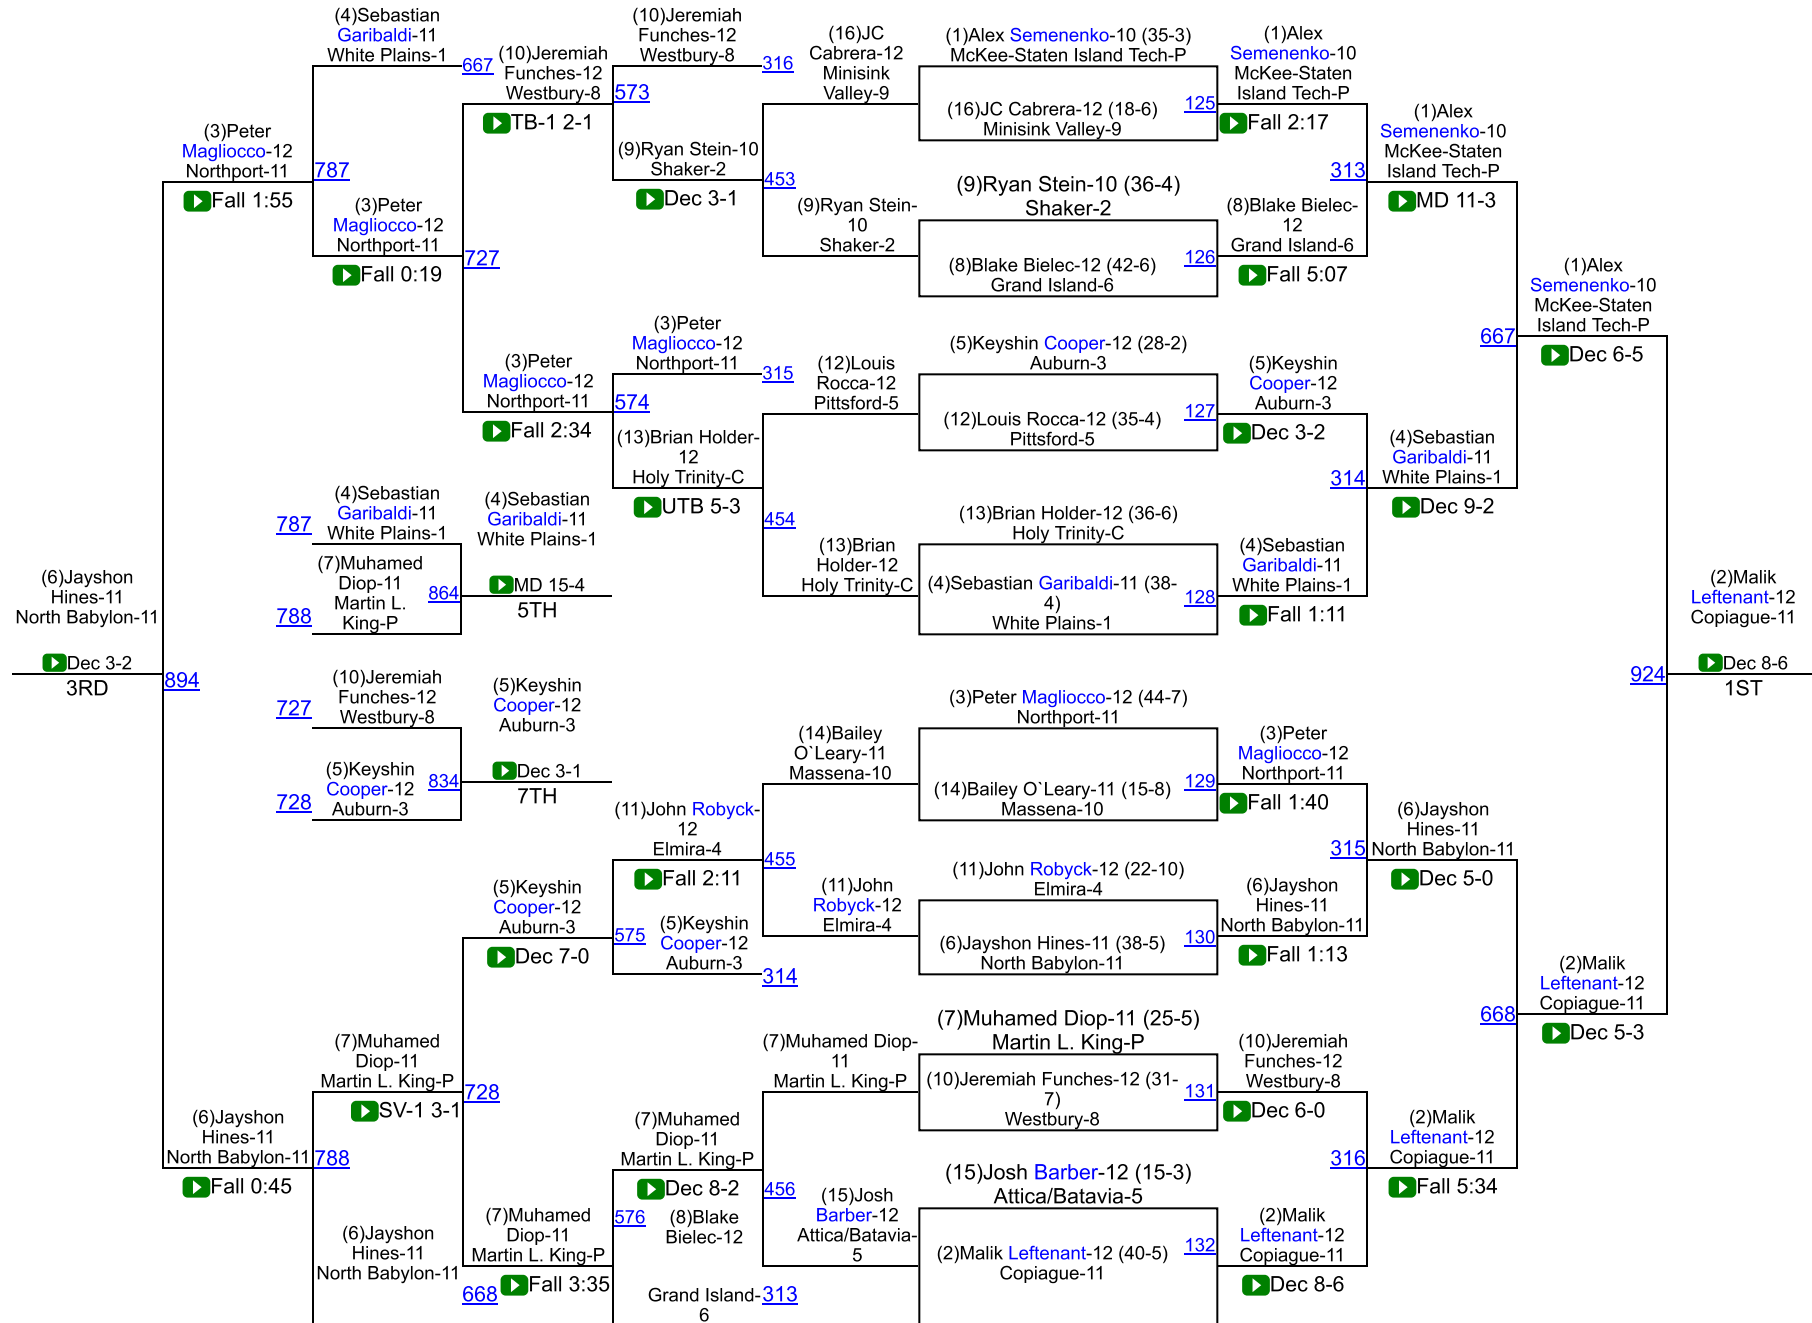 (4)Sebastian
Garibaldi-11
White Plains-1
667
(10)Jeremiah
Funches-12
Westbury-8
TB-1 2-1
(10)Jeremiah
Funches-12
Westbury-8
316
573
(9)Ryan Stein-10
Shaker-2
Dec 3-1
(16)JC
Cabrera-12
Minisink
Valley-9
453
(9)Ryan Stein-
10
Shaker-2
(1)Alex Semenenko-10 (35-3)
McKee-Staten Island Tech-P
(16)JC Cabrera-12 (18-6)
Minisink Valley-9
125
(1)Alex
Semenenko-10
McKee-Staten
Island Tech-P
Fall 2:17
(9)Ryan Stein-10 (36-4)
Shaker-2
(8)Blake Bielec-12 (42-6)
Grand Island-6
126
(8)Blake Bielec-
12
Grand Island-6
Fall 5:07
313
(1)Alex
Semenenko-10
McKee-Staten
Island Tech-P
MD 11-3
(3)Peter
Magliocco-12
Northport-11
Fall 1:55
787
(3)Peter
Magliocco-12
Northport-11
Fall 0:19
727
(3)Peter
Magliocco-12
Northport-11
Fall 2:34
(3)Peter
Magliocco-12
Northport-11
315
574
(13)Brian Holder-
12
Holy Trinity-C
UTB 5-3
(12)Louis
Rocca-12
Pittsford-5
454
(13)Brian
Holder-12
Holy Trinity-C
(5)Keyshin Cooper-12 (28-2)
Auburn-3
(12)Louis Rocca-12 (35-4)
Pittsford-5
127
(5)Keyshin
Cooper-12
Auburn-3
Dec 3-2
(13)Brian Holder-12 (36-6)
Holy Trinity-C
(4)Sebastian Garibaldi-11 (38-
4)
White Plains-1
128
(4)Sebastian
Garibaldi-11
White Plains-1
Fall 1:11
314
(4)Sebastian
Garibaldi-11
White Plains-1
Dec 9-2
667
(1)Alex
Semenenko-10
McKee-Staten
Island Tech-P
Dec 6-5
787
(4)Sebastian
Garibaldi-11
White Plains-1
788
(7)Muhamed
Diop-11
Martin L.
King-P
864
(4)Sebastian
Garibaldi-11
White Plains-1
MD 15-4
5TH
(6)Jayshon
Hines-11
North Babylon-11
Dec 3-2
3RD
894
727
(10)Jeremiah
Funches-12
Westbury-8
728
(5)Keyshin
Cooper-12
Auburn-3
834
(5)Keyshin
Cooper-12
Auburn-3
Dec 3-1
7TH
924
(2)Malik
Leftenant-12
Copiague-11
Dec 8-6
1ST
(14)Bailey
O`Leary-11
Massena-10
(11)John Robyck-
12
Elmira-4
Fall 2:11
455
(11)John
Robyck-12
Elmira-4
(3)Peter Magliocco-12 (44-7)
Northport-11
(14)Bailey O`Leary-11 (15-8)
Massena-10
129
(3)Peter
Magliocco-12
Northport-11
Fall 1:40
(11)John Robyck-12 (22-10)
Elmira-4
(6)Jayshon Hines-11 (38-5)
North Babylon-11
130
(6)Jayshon
Hines-11
North Babylon-11
Fall 1:13
315
(6)Jayshon
Hines-11
North Babylon-11
Dec 5-0
(5)Keyshin
Cooper-12
Auburn-3
Dec 7-0
575
(5)Keyshin
Cooper-12
Auburn-3
314
668
(2)Malik
Leftenant-12
Copiague-11
Dec 5-3
(7)Muhamed
Diop-11
Martin L. King-P
SV-1 3-1
728
(6)Jayshon
Hines-11
North Babylon-11
Fall 0:45
788
(6)Jayshon
Hines-11
North Babylon-11
668
(7)Muhamed
Diop-11
Martin L. King-P
Fall 3:35
(7)Muhamed
Diop-11
Martin L. King-P
Dec 8-2
576
(8)Blake
Bielec-12
Grand Island-
6
313
(7)Muhamed Diop-
11
Martin L. King-P
456
(15)Josh
Barber-12
Attica/Batavia-
5
(7)Muhamed Diop-11 (25-5)
Martin L. King-P
(10)Jeremiah Funches-12 (31-
7)
Westbury-8
131
(10)Jeremiah
Funches-12
Westbury-8
Dec 6-0
(15)Josh Barber-12 (15-3)
Attica/Batavia-5
(2)Malik Leftenant-12 (40-5)
Copiague-11
132
(2)Malik
Leftenant-12
Copiague-11
Dec 8-6
316
(2)Malik
Leftenant-12
Copiague-11
Fall 5:34